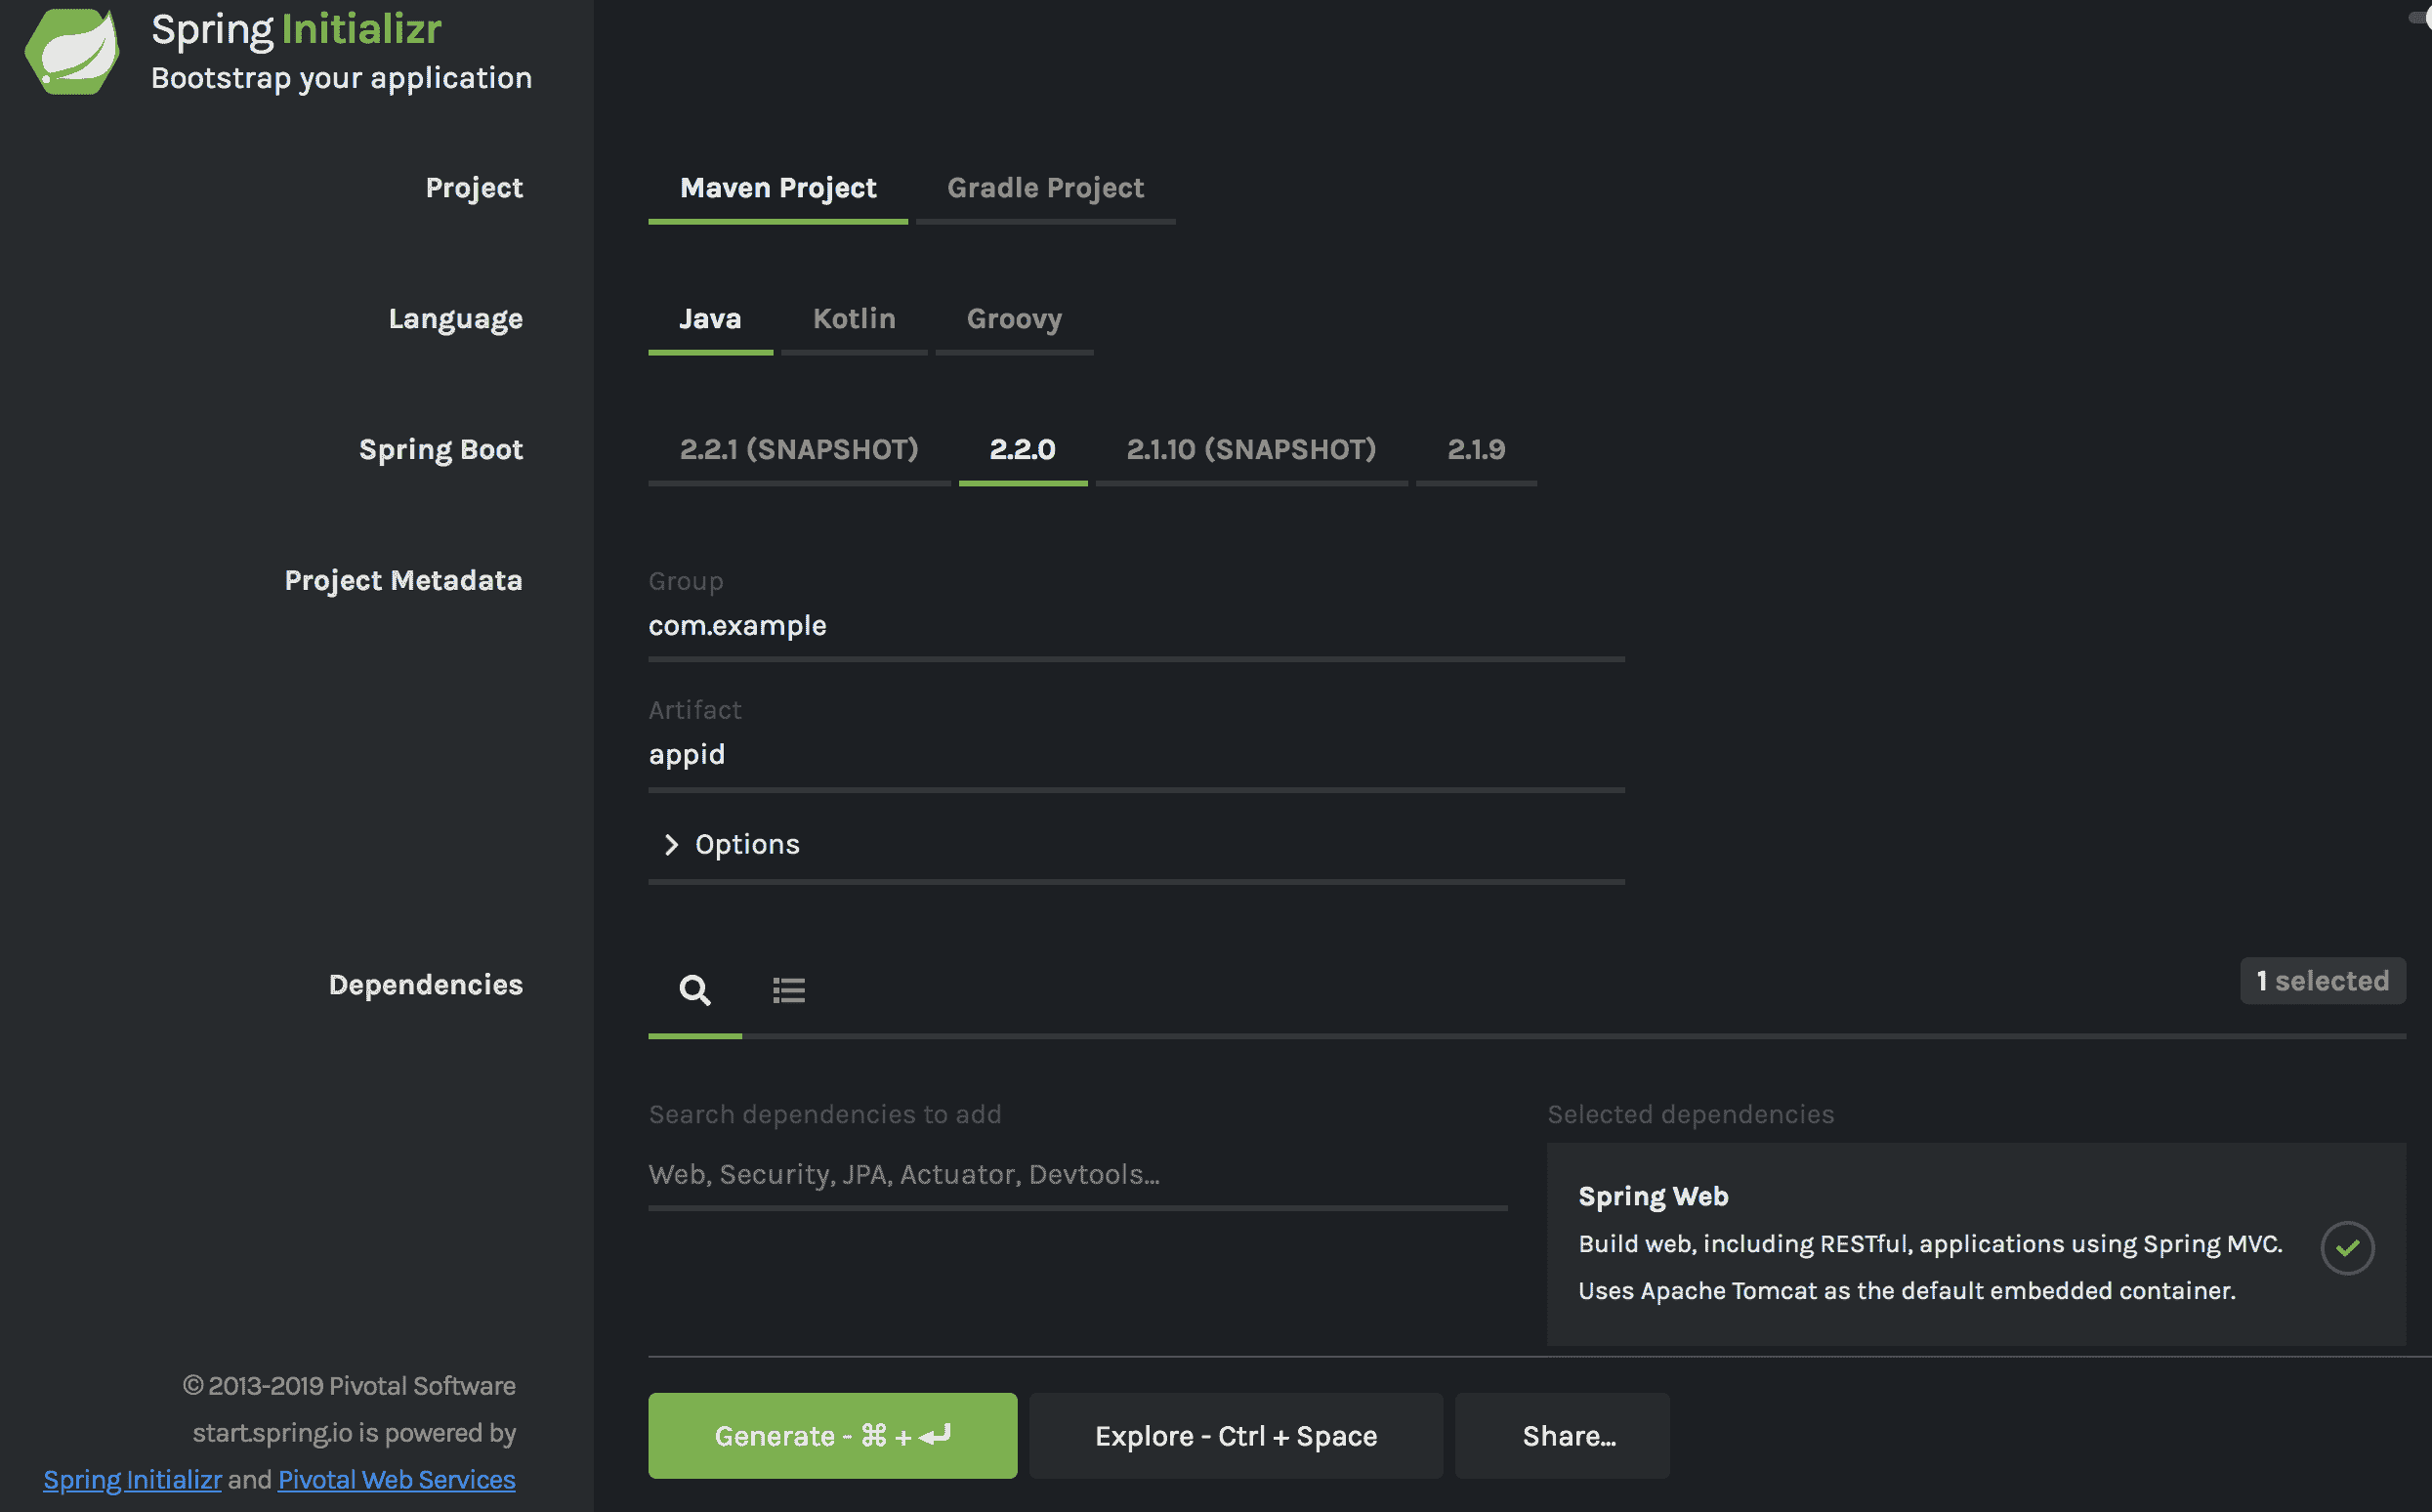 Spring Initializr
Bootstrap your application
Project
Maven Project Gradle Project
Language
Java Kotlin Groovy
Spring Boot
2.2.1 (SNAPSHOT) 2.2.0 2.1.10 (SNAPSHOT) 2.1.9
Project Metadata
Group
com.example
Artifact
appid
Options
Dependencies
1 selected
Search dependencies to add
Web, Security, JPA, Actuator, Devtools...
Selected dependencies
Spring Web
Build web, including RESTful, applications using Spring MVC.
Uses Apache Tomcat as the default embedded container.
© 2013-2019 Pivotal Software
start.spring.io is powered by
Spring Initializr and Pivotal Web Services
Generate - ⌘ + ⏎
Explore - Ctrl + Space
Share...